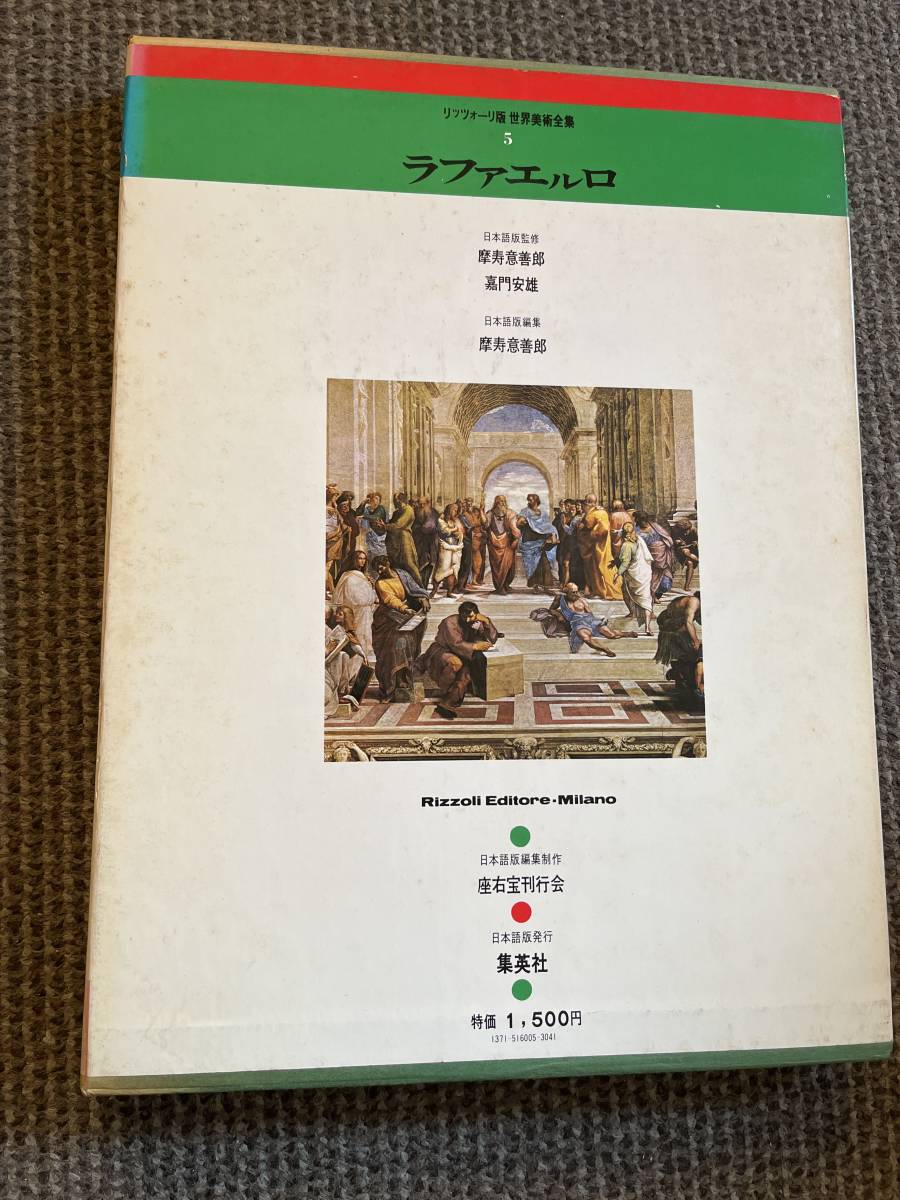 リッツォーリ版 世界美術全集
5
ラファエルロ
日本語版監修
摩寿意善郎
嘉門安雄
日本語版編集
摩寿意善郎
Rizzoli Editore·Milano
日本語版編集制作
座右宝刊行会
日本語版発行
集英社
特価 1,500円
1371-516005-3041